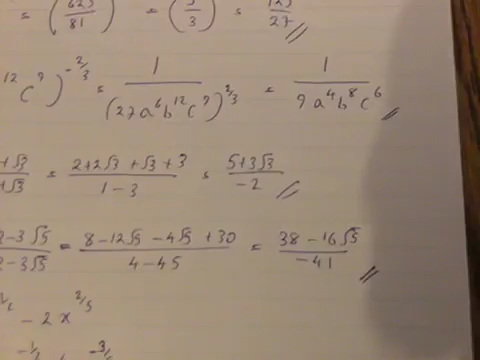 = (625/81) = (5/3) = 125/27
12 c^9)^(-2/3) = 1/(27a^6b^12c^9)^(2/3) = 1/(9a^4b^8c^6)
+√3/+√3 = (2+2√3+√3+3)/(1-3) = (5+3√3)/-2
-3√5/-3√5 = (8-12√5-4√5+30)/(4-45) = (38-16√5)/-41
- 2x^(2/5)